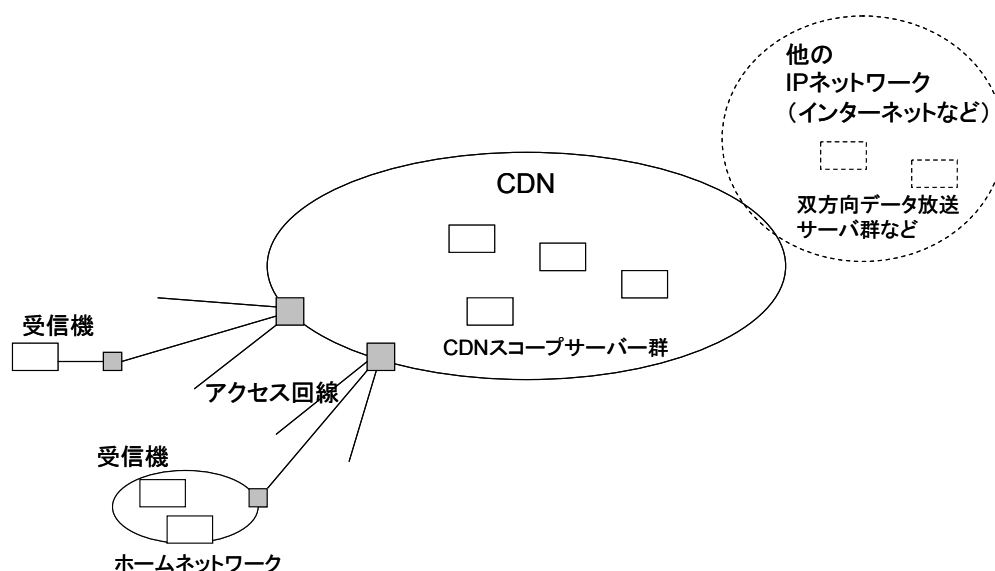 他の
IPネットワーク
(インターネットなど)
双方向データ放送
サーバ群など
CDN
CDNスコープサーバー群
受信機
アクセス回線
受信機
ホームネットワーク